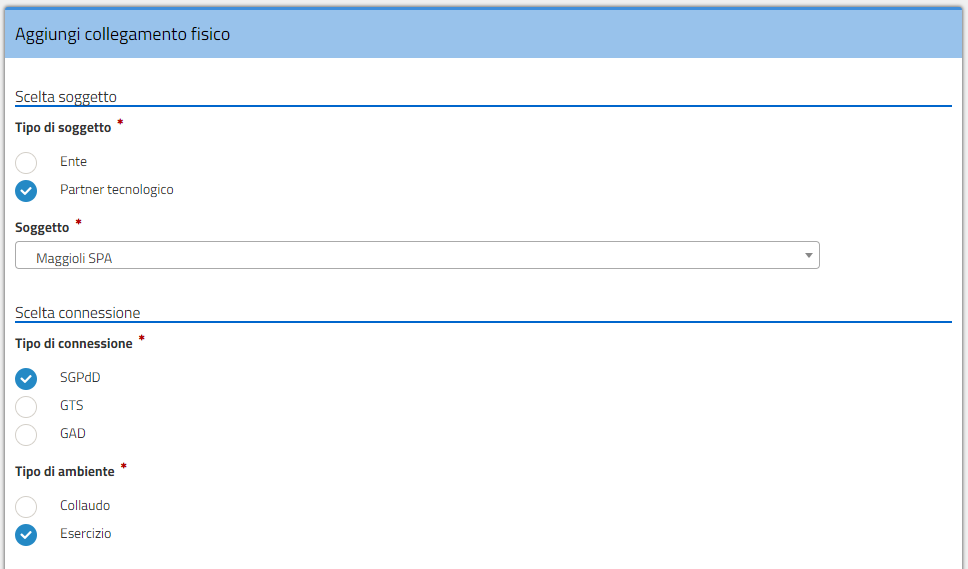 Aggiungi collegamento fisico
Scelta soggetto
Tipo di soggetto *
Ente
Partner tecnologico
Soggetto *
Maggioli SPA
Scelta connessione
Tipo di connessione *
SGPdD
GTS
GAD
Tipo di ambiente *
Collaudo
Esercizio